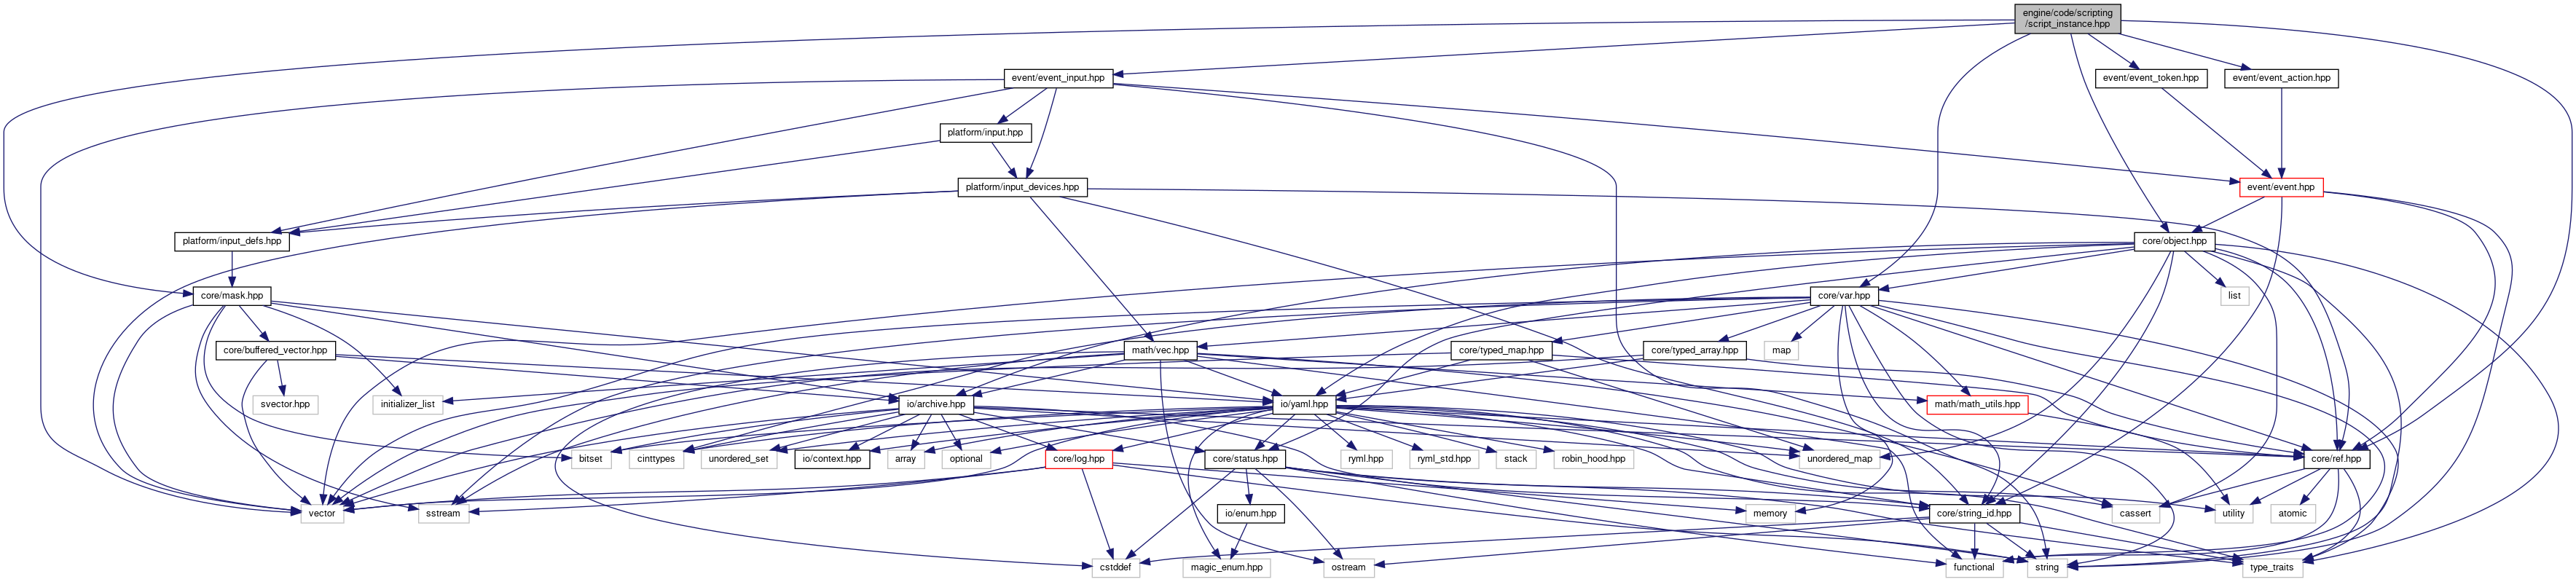 engine/code/scripting
/script_instance.hpp
event/event_input.hpp
event/event_token.hpp
event/event_action.hpp
platform/input.hpp
platform/input_devices.hpp
event/event.hpp
platform/input_defs.hpp
core/object.hpp
core/mask.hpp
core/var.hpp
list
core/buffered_vector.hpp
math/vec.hpp
core/typed_map.hpp
core/typed_array.hpp
map
svector.hpp
initializer_list
io/archive.hpp
io/yaml.hpp
math/math_utils.hpp
bitset
cinttypes
unordered_set
io/context.hpp
array
optional
core/log.hpp
core/status.hpp
ryml.hpp
ryml_std.hpp
stack
robin_hood.hpp
unordered_map
core/ref.hpp
vector
sstream
io/enum.hpp
memory
core/string_id.hpp
cassert
utility
atomic
cstddef
magic_enum.hpp
ostream
functional
string
type_traits